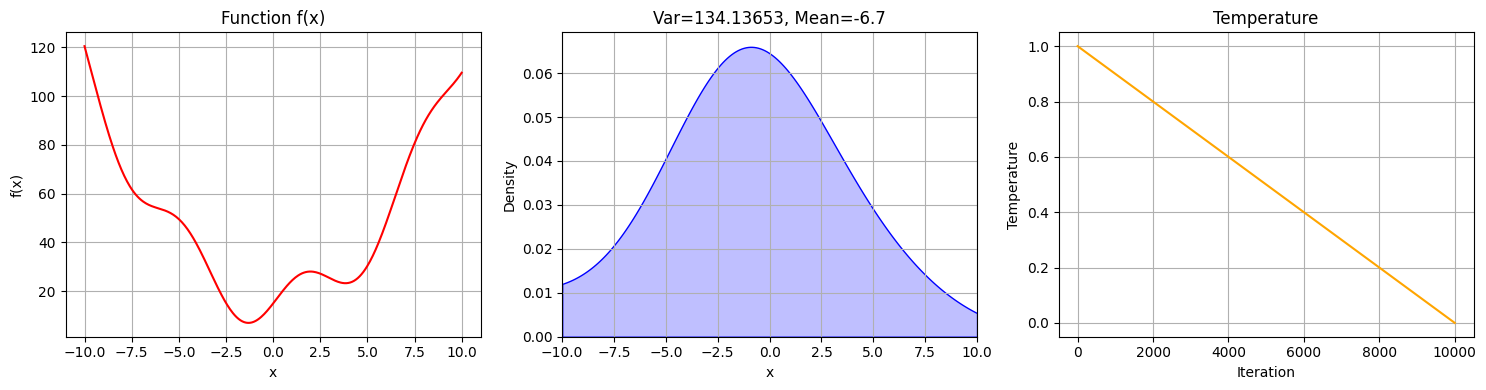 Function f(x)
120
100
80
60
40
20
f(x)
−10.0 −7.5 −5.0 −2.5 0.0 2.5 5.0 7.5 10.0
x
Var=134.13653, Mean=-6.7
0.06
0.05
0.04
0.03
0.02
0.01
0.00
Density
−10.0 −7.5 −5.0 −2.5 0.0 2.5 5.0 7.5 10.0
x
Temperature
1.0
0.8
0.6
0.4
0.2
0.0
Temperature
0 2000 4000 6000 8000 10000
Iteration